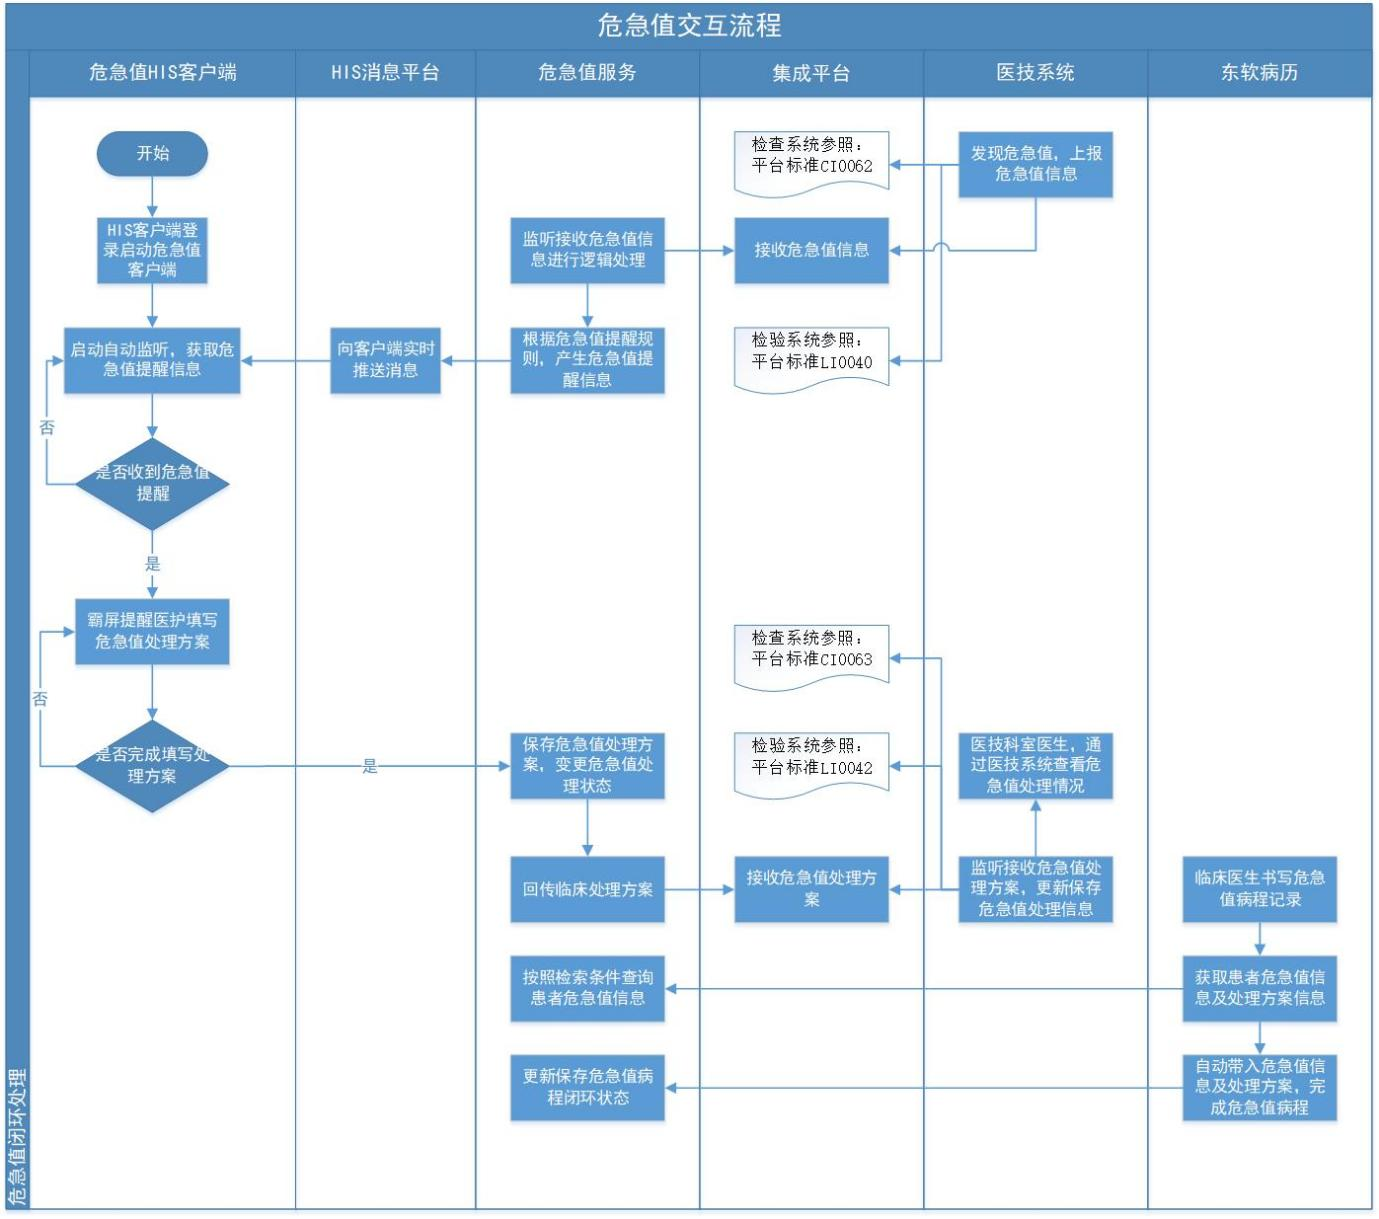 危急值交互流程
危急值HIS客户端
HIS消息平台
危急值服务
集成平台
医技系统
东软病历
开始
检查系统参照：
平台标准CI0062
发现危急值，上报
危急值信息
HIS客户端登
录启动危急值
客户端
监听接收危急值信
息进行逻辑处理
接收危急值信息
启动自动监听，获取危
急值提醒信息
向客户端实时
推送消息
根据危急值提醒规
则，产生危急值提
醒信息
检验系统参照：
平台标准LI0040
否
是否收到危急值
提醒
是
霸屏提醒医护填写
危急值处理方案
检查系统参照：
平台标准CI0063
否
是否完成填写处
理方案
是
保存危急值处理方
案，变更危急值处
理状态
检验系统参照：
平台标准LI0042
医技科室医生，通
过医技系统查看危
急值处理情况
回传临床处理方案
接收危急值处理方
案
监听接收危急值处
理方案，更新保存
危急值处理信息
临床医生书写危急
值病程记录
按照检索条件查询
患者危急值信息
获取患者危急值信
息及处理方案信息
更新保存危急值病
程闭环状态
自动带入危急值信
息及处理方案，完
成危急值病程
危急值闭环处理